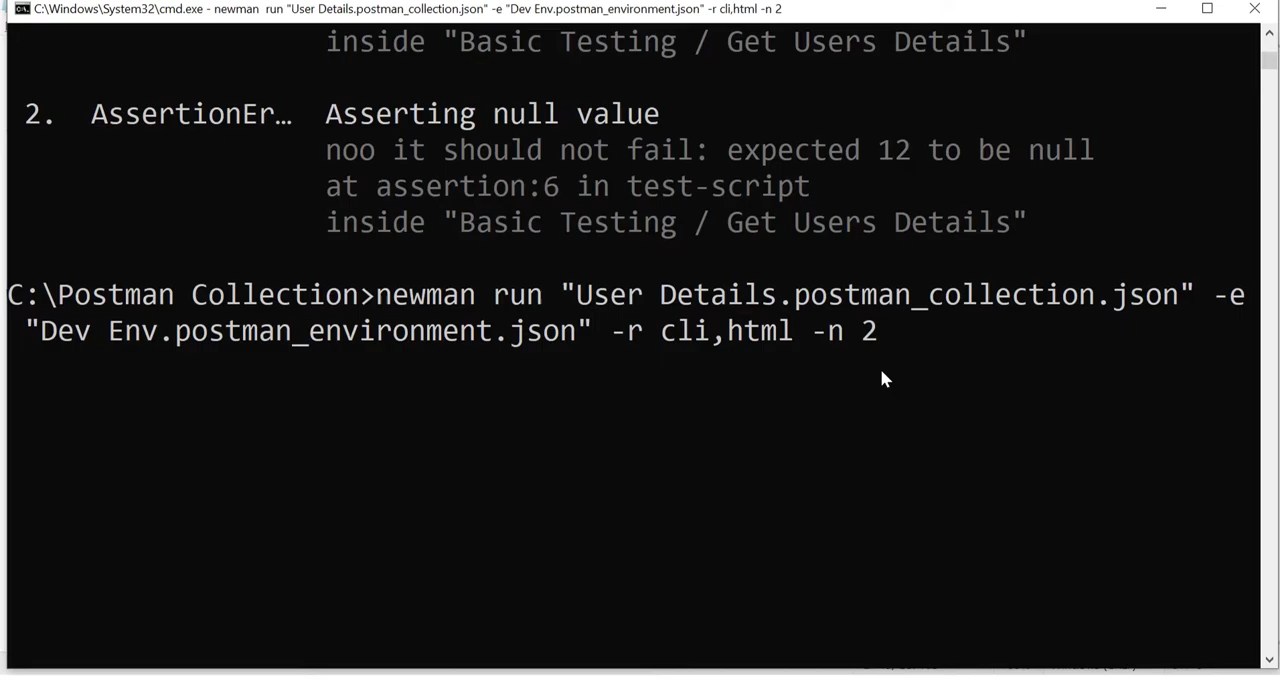 C:\Windows\System32\cmd.exe - newman  run "User Details.postman_collection.json" -e "Dev Env.postman_environment.json" -r cli,html -n 2
inside "Basic Testing / Get Users Details"
2.  AssertionEr…  Asserting null value
noo it should not fail: expected 12 to be null
at assertion:6 in test-script
inside "Basic Testing / Get Users Details"
C:\Postman Collection>newman run "User Details.postman_collection.json" -e
"Dev Env.postman_environment.json" -r cli,html -n 2